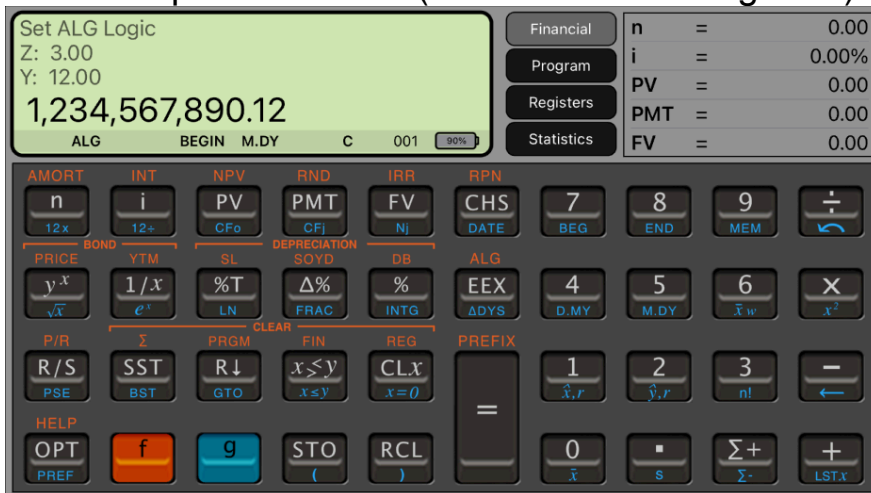 Set ALG Logic
Z: 3.00
Y: 12.00
1,234,567,890.12
ALG BEGIN M.DY C 001 90%
Financial
Program
Registers
Statistics
n = 0.00
i = 0.00%
PV = 0.00
PMT = 0.00
FV = 0.00
AMORT INT NPV RND IRR RPN
n i PV PMT FV CHS 7 8 9 ÷
12x 12÷ CFo CFj Nj DATE BEG END MEM
BOND DEPRECIATION
PRICE YTM SL SOYD DB ALG
yˣ 1/x %T Δ% % EEX 4 5 6 ×
√x eˣ LN FRAC INTG ΔDYS D.MY M.DY x̄ w x²
CLEAR
P/R Σ PRGM FIN REG PREFIX
R/S SST R↓ x≶y CLx = 1 2 3 −
PSE BST GTO x≤y x=0 x̂,r ŷ,r n! ←
HELP
OPT f g STO RCL 0 . Σ+ +
PREF ( ) x̄ s Σ- LSTx